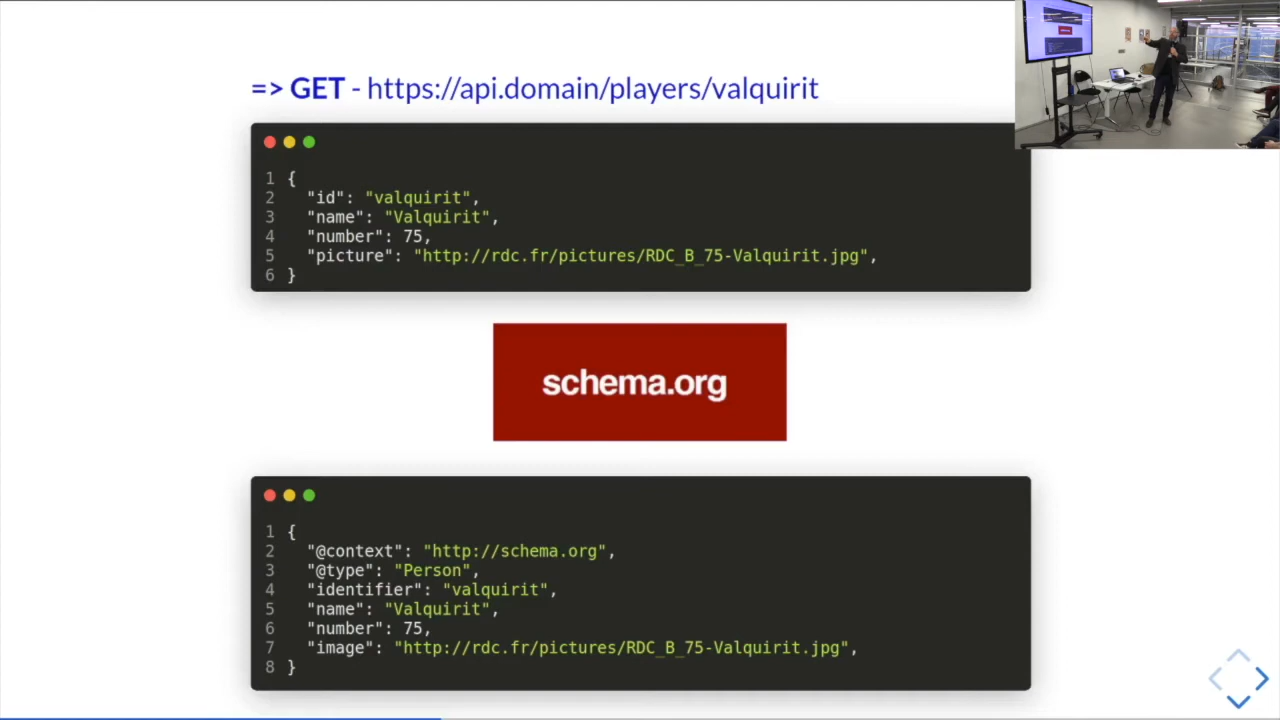 => GET - https://api.domain/players/valquirit
1 {
2 "id": "valquirit",
3 "name": "Valquirit",
4 "number": 75,
5 "picture": "http://rdc.fr/pictures/RDC_B_75-Valquirit.jpg",
6 }
schema.org
1 {
2 "@context": "http://schema.org",
3 "@type": "Person",
4 "identifier": "valquirit",
5 "name": "Valquirit",
6 "number": 75,
7 "image": "http://rdc.fr/pictures/RDC_B_75-Valquirit.jpg",
8 }